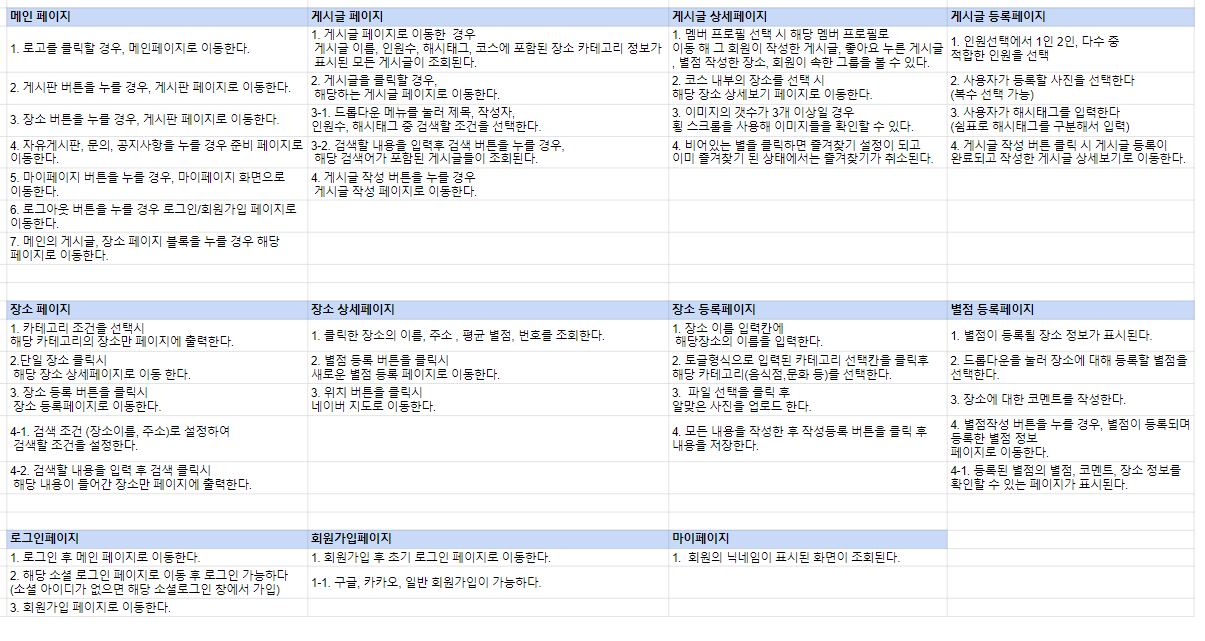 메인 페이지
1. 로고를 클릭할 경우, 메인페이지로 이동한다.
2. 게시판 버튼을 누를 경우, 게시판 페이지로 이동한다.
3. 장소 버튼을 누를 경우, 게시판 페이지로 이동한다.
4. 자유게시판, 문의, 공지사항을 누를 경우 준비 페이지로
이동한다.
5. 마이페이지 버튼을 누를 경우, 마이페이지 화면으로
이동한다.
6. 로그아웃 버튼을 누를 경우 로그인/회원가입 페이지로
이동한다.
7. 메인의 게시글, 장소 페이지 블록을 누를 경우 해당
페이지로 이동한다.
게시글 페이지
1. 게시글 페이지로 이동한 경우
게시글 이름, 인원수, 해시태그, 코스에 포함된 장소 카테고리 정보가
표시된 모든 게시글이 조회된다.
2. 게시글을 클릭할 경우,
해당하는 게시글 페이지로 이동한다.
3-1. 드롭다운 메뉴를 눌러 제목, 작성자,
인원수, 해시태그 중 검색할 조건을 선택한다.
3-2. 검색할 내용을 입력후 검색 버튼을 누를 경우,
해당 검색어가 포함된 게시글들이 조회된다.
4. 게시글 작성 버튼을 누를 경우
게시글 작성 페이지로 이동한다.
게시글 상세페이지
1. 멤버 프로필 선택 시 해당 멤버 프로필로
이동 해 그 회원이 작성한 게시글, 좋아요 누른 게시글
, 별점 작성한 장소, 회원이 속한 그룹을 볼 수 있다.
2. 코스 내부의 장소를 선택 시
해당 장소 상세보기 페이지로 이동한다.
3. 이미지의 갯수가 3개 이상일 경우
횡 스크롤을 사용해 이미지들을 확인할 수 있다.
4. 비어있는 별을 클릭하면 즐겨찾기 설정이 되고
이미 즐겨찾기 된 상태에서는 즐겨찾기가 취소된다.
게시글 등록페이지
1. 인원선택에서 1인 2인, 다수 중
적합한 인원을 선택
2. 사용자가 등록할 사진을 선택한다
(복수 선택 가능)
3. 사용자가 해시태그를 입력한다
(쉼표로 해시태그를 구분해서 입력)
4. 게시글 작성 버튼 클릭 시 게시글 등록이
완료되고 작성한 게시글 상세보기로 이동한다.
장소 페이지
1. 카테고리 조건을 선택시
해당 카테고리의 장소만 페이지에 출력한다.
2.단일 장소 클릭시
해당 장소 상세페이지로 이동 한다.
3. 장소 등록 버튼을 클릭시
장소 등록페이지로 이동한다.
4-1. 검색 조건 (장소이름, 주소)로 설정하여
검색할 조건을 설정한다.
4-2. 검색할 내용을 입력 후 검색 클릭시
해당 내용이 들어간 장소만 페이지에 출력한다.
장소 상세페이지
1. 클릭한 장소의 이름, 주소 , 평균 별점, 번호를 조회한다.
2. 별점 등록 버튼을 클릭시
새로운 별점 등록 페이지로 이동한다.
3. 위치 버튼을 클릭시
네이버 지도로 이동한다.
장소 등록페이지
1. 장소 이름 입력칸에
해당장소의 이름을 입력한다.
2. 토글형식으로 입력된 카테고리 선택칸을 클릭후
해당 카테고리(음식점,문화 등)를 선택한다.
3. 파일 선택을 클릭 후
알맞은 사진을 업로드 한다.
4. 모든 내용을 작성한 후 작성등록 버튼을 클릭 후
내용을 저장한다.
별점 등록페이지
1. 별점이 등록될 장소 정보가 표시된다.
2. 드롭다운을 눌러 장소에 대해 등록할 별점을
선택한다.
3. 장소에 대한 코멘트를 작성한다.
4. 별점작성 버튼을 누를 경우, 별점이 등록되며
등록한 별점 정보
페이지로 이동한다.
4-1. 등록된 별점의 별점, 코멘트, 장소 정보를
확인할 수 있는 페이지가 표시된다.
로그인페이지
1. 로그인 후 메인 페이지로 이동한다.
2. 해당 소셜 로그인 페이지로 이동 후 로그인 가능하다
(소셜 아이디가 없으면 해당 소셜로그인 창에서 가입)
3. 회원가입 페이지로 이동한다.
회원가입페이지
1. 회원가입 후 초기 로그인 페이지로 이동한다.
1-1. 구글, 카카오, 일반 회원가입이 가능하다.
마이페이지
1. 회원의 닉네임이 표시된 화면이 조회된다.